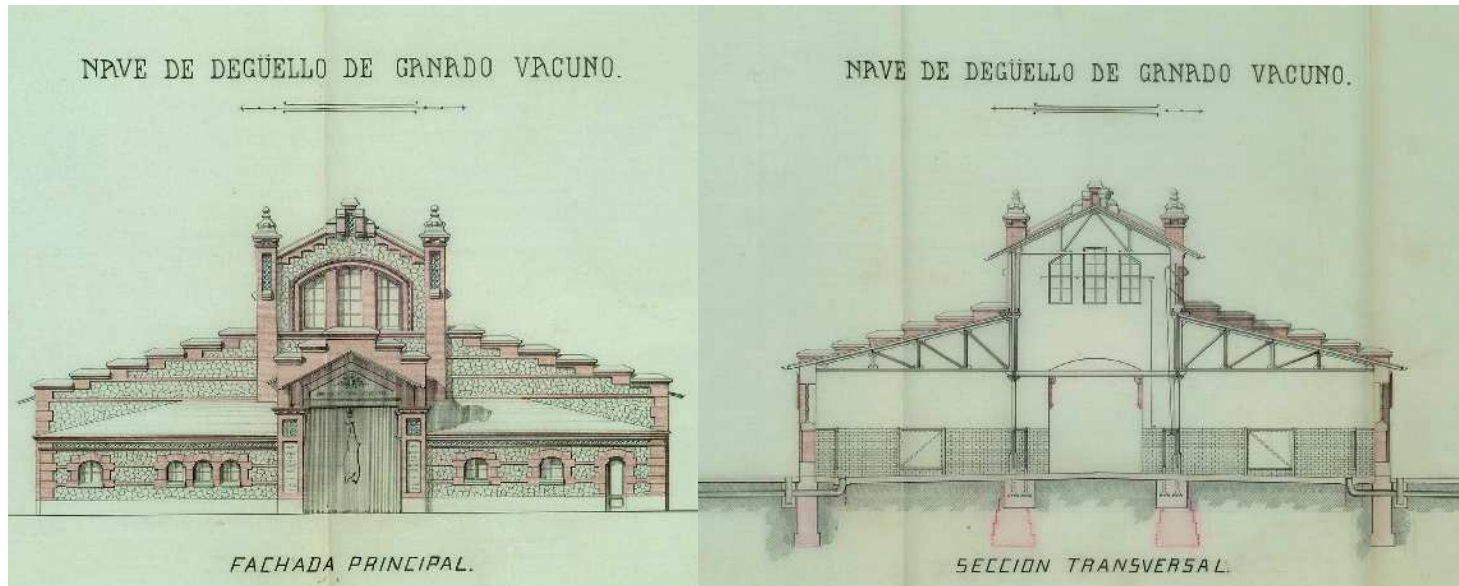 NAVE DE DEGÜELLO DE GANADO VACUNO.
FACHADA PRINCIPAL.
NAVE DE DEGÜELLO DE GANADO VACUNO.
SECCION TRANSVERSAL.